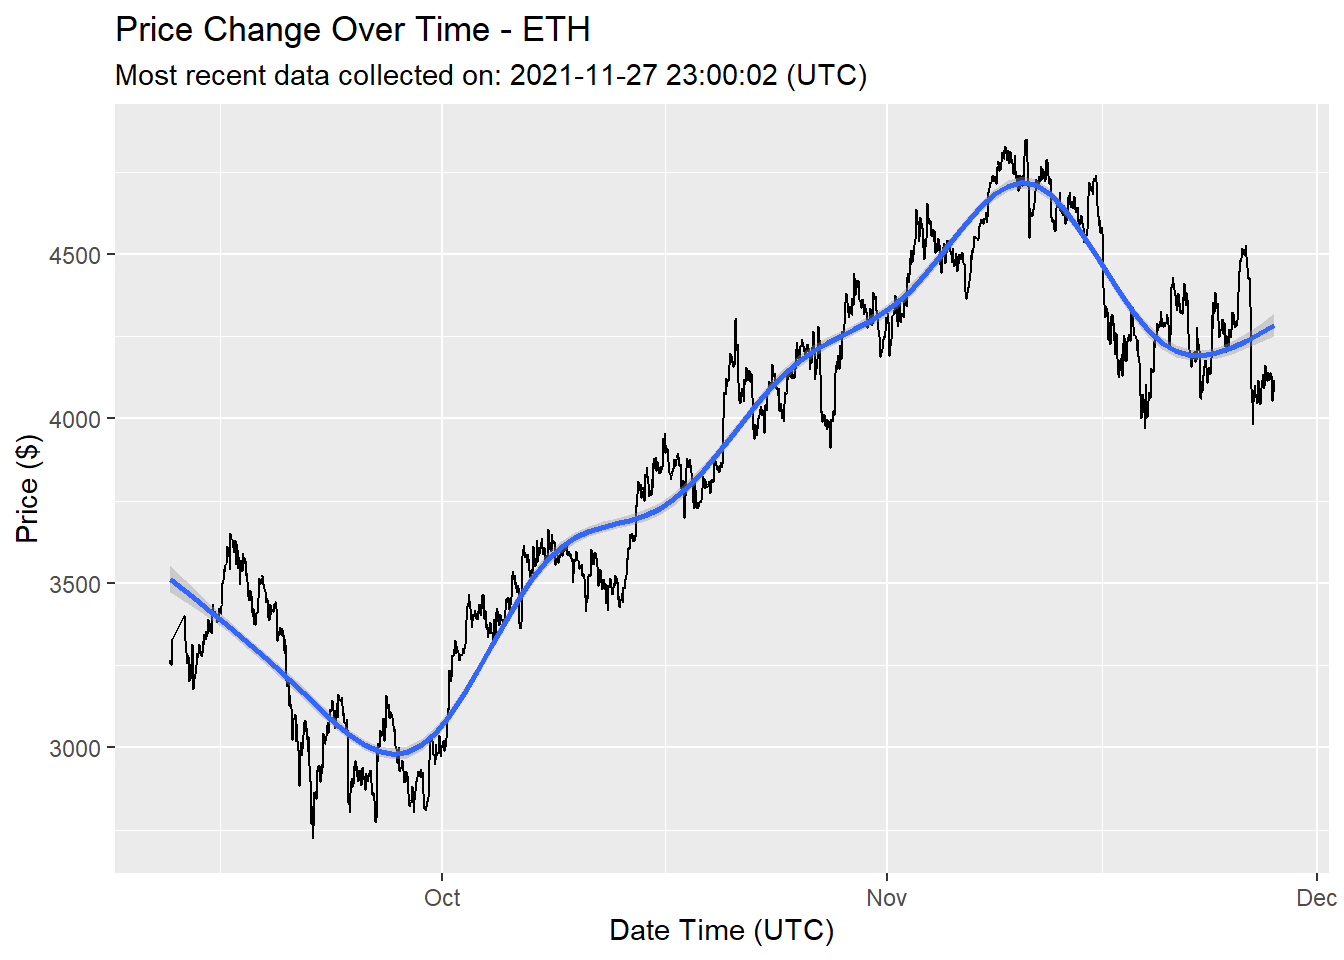 Price Change Over Time - ETH
Most recent data collected on: 2021-11-27 23:00:02 (UTC)
Price ($)
4500
4000
3500
3000
Oct
Nov
Dec
Date Time (UTC)